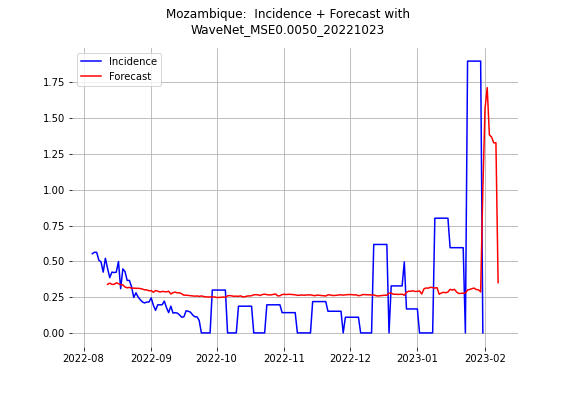 Mozambique:  Incidence + Forecast with
WaveNet_MSE0.0050_20221023
Incidence
Forecast
1.75
1.50
1.25
1.00
0.75
0.50
0.25
0.00
2022-08 2022-09 2022-10 2022-11 2022-12 2023-01 2023-02